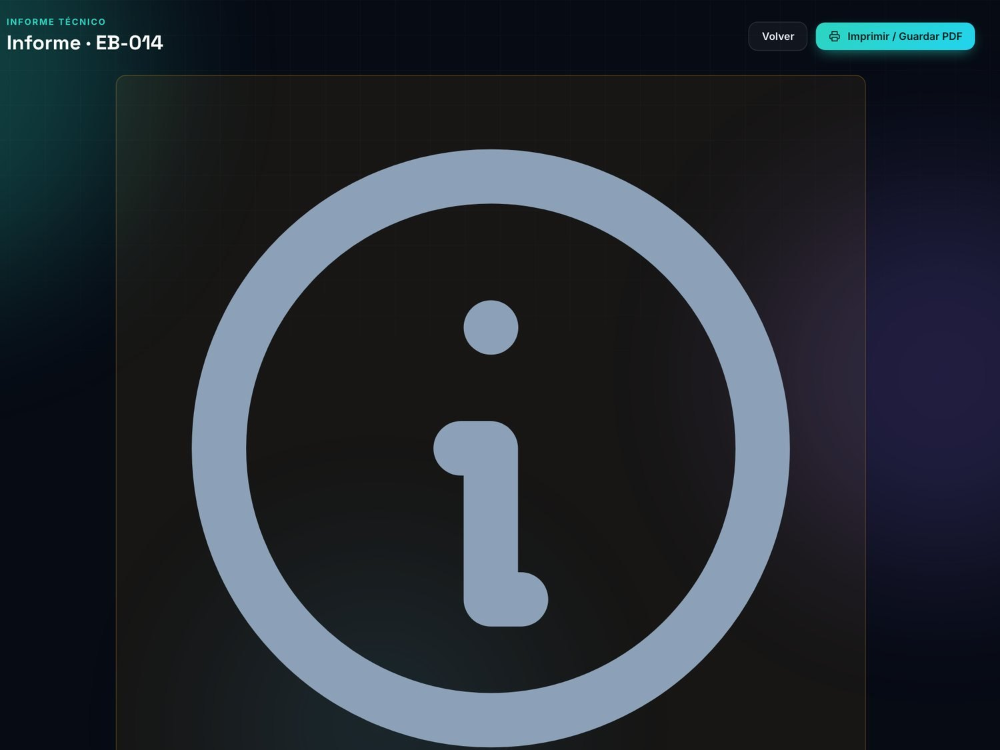 INFORME TÉCNICO
Informe · EB-014
Volver
Imprimir / Guardar PDF